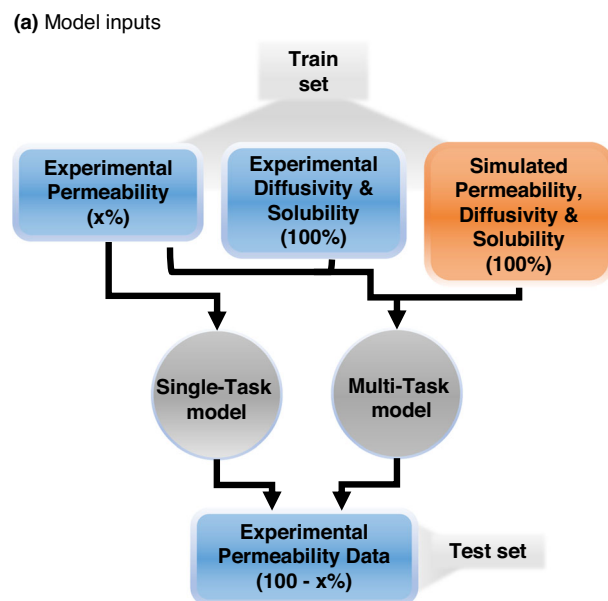 (a) Model inputs
Train
set
Experimental
Permeability
(x%)
Experimental
Diffusivity &
Solubility
(100%)
Simulated
Permeability,
Diffusivity &
Solubility
(100%)
Single-Task
model
Multi-Task
model
Experimental
Permeability Data
(100 - x%)
Test set